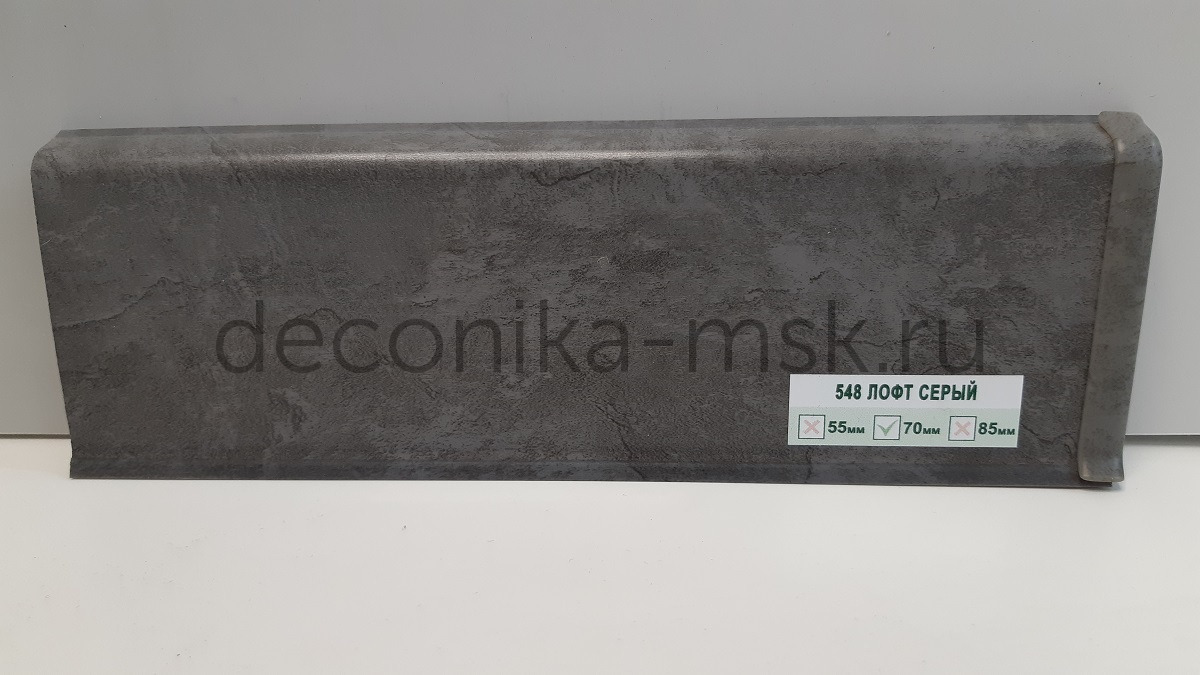 deconika-msk.ru
548 ЛОФТ СЕРЫЙ
55мм 70мм 85мм